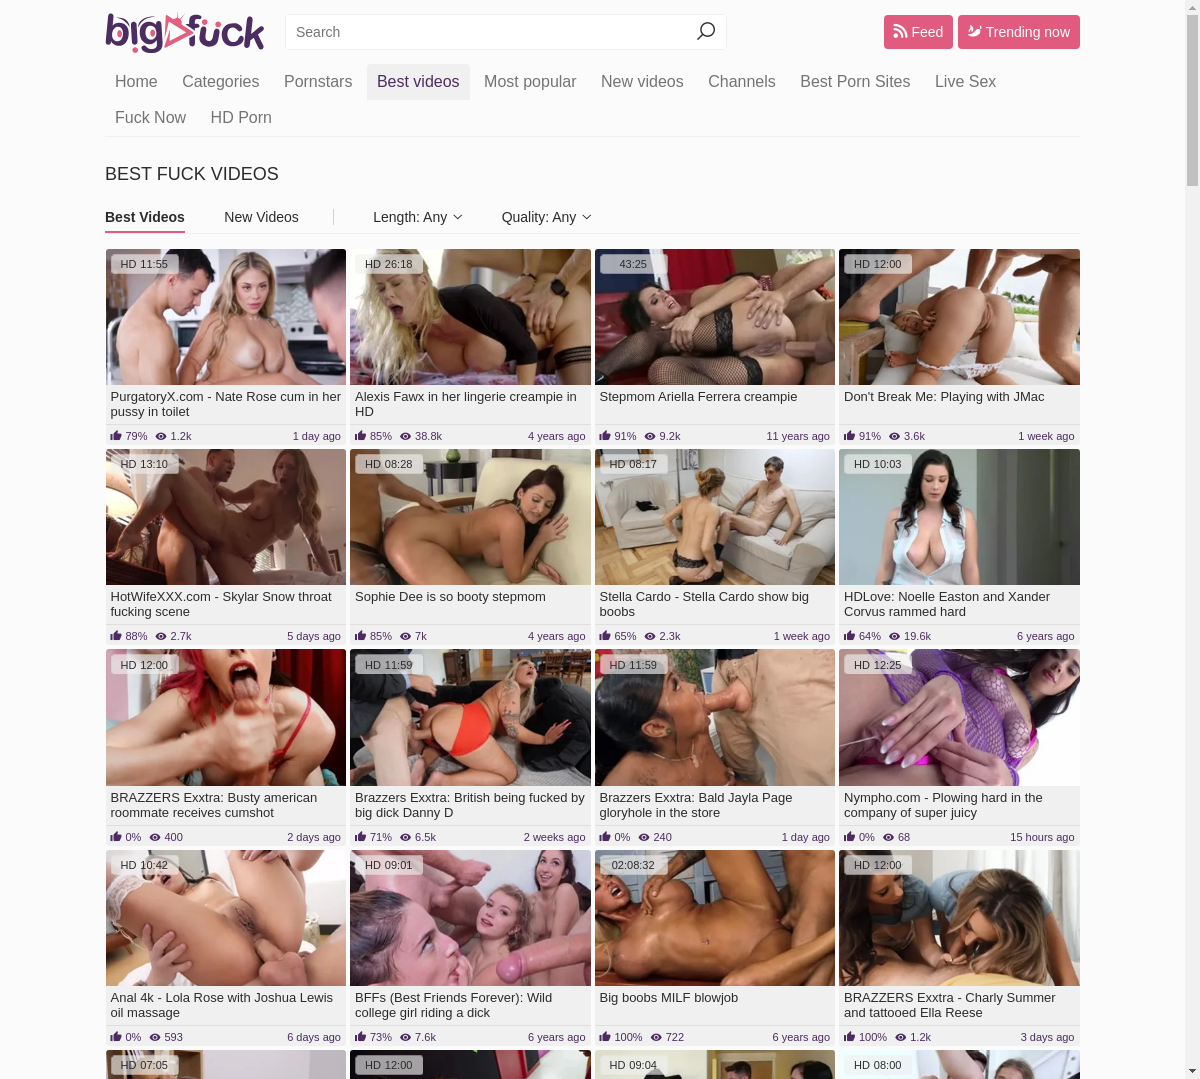 bigfuck
Search
Feed
Trending now
Home Categories Pornstars Best videos Most popular New videos Channels Best Porn Sites Live Sex
Fuck Now HD Porn
BEST FUCK VIDEOS
Best Videos New Videos Length: Any Quality: Any
HD 11:55
HD 26:18
43:25
HD 12:00
PurgatoryX.com - Nate Rose cum in her
pussy in toilet
79% 1.2k 1 day ago
Alexis Fawx in her lingerie creampie in
HD
85% 38.8k 4 years ago
Stepmom Ariella Ferrera creampie
91% 9.2k 11 years ago
Don't Break Me: Playing with JMac
91% 3.6k 1 week ago
HD 13:10
HD 08:28
HD 08:17
HD 10:03
HotWifeXXX.com - Skylar Snow throat
fucking scene
88% 2.7k 5 days ago
Sophie Dee is so booty stepmom
85% 7k 4 years ago
Stella Cardo - Stella Cardo show big
boobs
65% 2.3k 1 week ago
HDLove: Noelle Easton and Xander
Corvus rammed hard
64% 19.6k 6 years ago
HD 12:00
HD 11:59
HD 11:59
HD 12:25
BRAZZERS Exxtra: Busty american
roommate receives cumshot
0% 400 2 days ago
Brazzers Exxtra: British being fucked by
big dick Danny D
71% 6.5k 2 weeks ago
Brazzers Exxtra: Bald Jayla Page
gloryhole in the store
0% 240 1 day ago
Nympho.com - Plowing hard in the
company of super juicy
0% 68 15 hours ago
HD 10:42
HD 09:01
02:08:32
HD 12:00
Anal 4k - Lola Rose with Joshua Lewis
oil massage
0% 593 6 days ago
BFFs (Best Friends Forever): Wild
college girl riding a dick
73% 7.6k 6 years ago
Big boobs MILF blowjob
100% 722 6 years ago
BRAZZERS Exxtra - Charly Summer
and tattooed Ella Reese
100% 1.2k 3 days ago
HD 07:05
HD 12:00
HD 09:04
HD 08:00